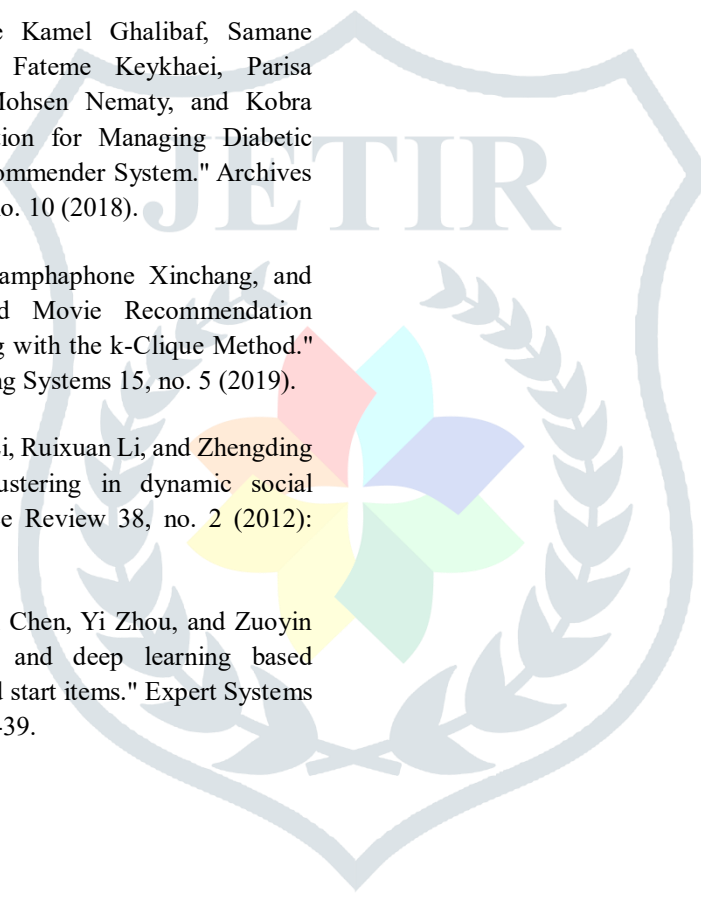 Kamel Ghalibaf, Samane
Fateme Keykhaei, Parisa
Mohsen Nematy, and Kobra
tion for Managing Diabetic
ommender System." Archives
no. 10 (2018).
amphaphone Xinchang, and
d Movie Recommendation
g with the k-Clique Method."
ng Systems 15, no. 5 (2019).
i, Ruixuan Li, and Zhengding
ustering in dynamic social
e Review 38, no. 2 (2012):
Chen, Yi Zhou, and Zuoyin
and deep learning based
d start items." Expert Systems
-39.
JETIR